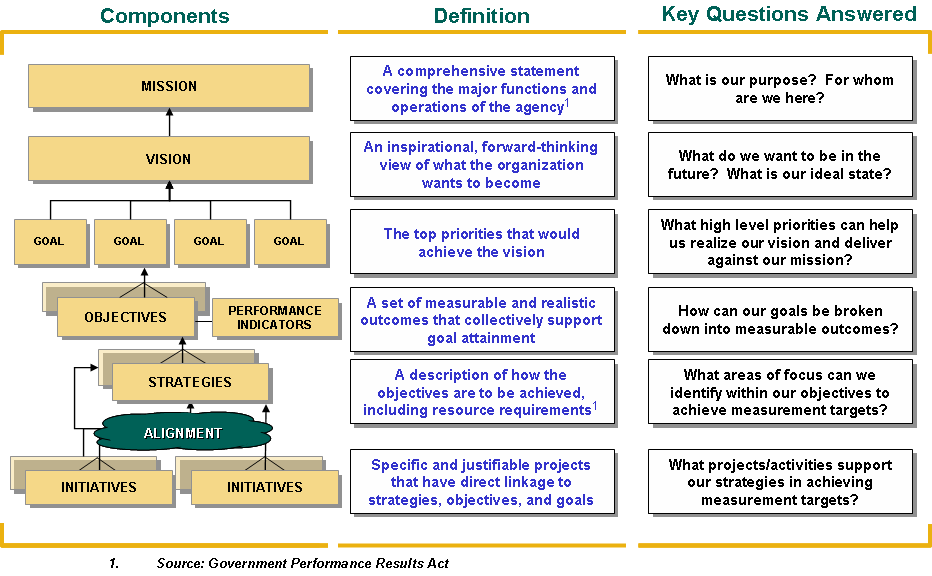 Components
Definition
Key Questions Answered
MISSION
A comprehensive statement
covering the major functions and
operations of the agency1
What is our purpose?  For whom
are we here?
VISION
An inspirational, forward-thinking
view of what the organization
wants to become
What do we want to be in the
future?  What is our ideal state?
GOAL
GOAL
GOAL
GOAL
The top priorities that would
achieve the vision
What high level priorities can help
us realize our vision and deliver
against our mission?
OBJECTIVES
PERFORMANCE
INDICATORS
A set of measurable and realistic
outcomes that collectively support
goal attainment
How can our goals be broken
down into measurable outcomes?
STRATEGIES
A description of how the
objectives are to be achieved,
including resource requirements1
What areas of focus can we
identify within our objectives to
achieve measurement targets?
ALIGNMENT
INITIATIVES
INITIATIVES
Specific and justifiable projects
that have direct linkage to
strategies, objectives, and goals
What projects/activities support
our strategies in achieving
measurement targets?
1. Source: Government Performance Results Act